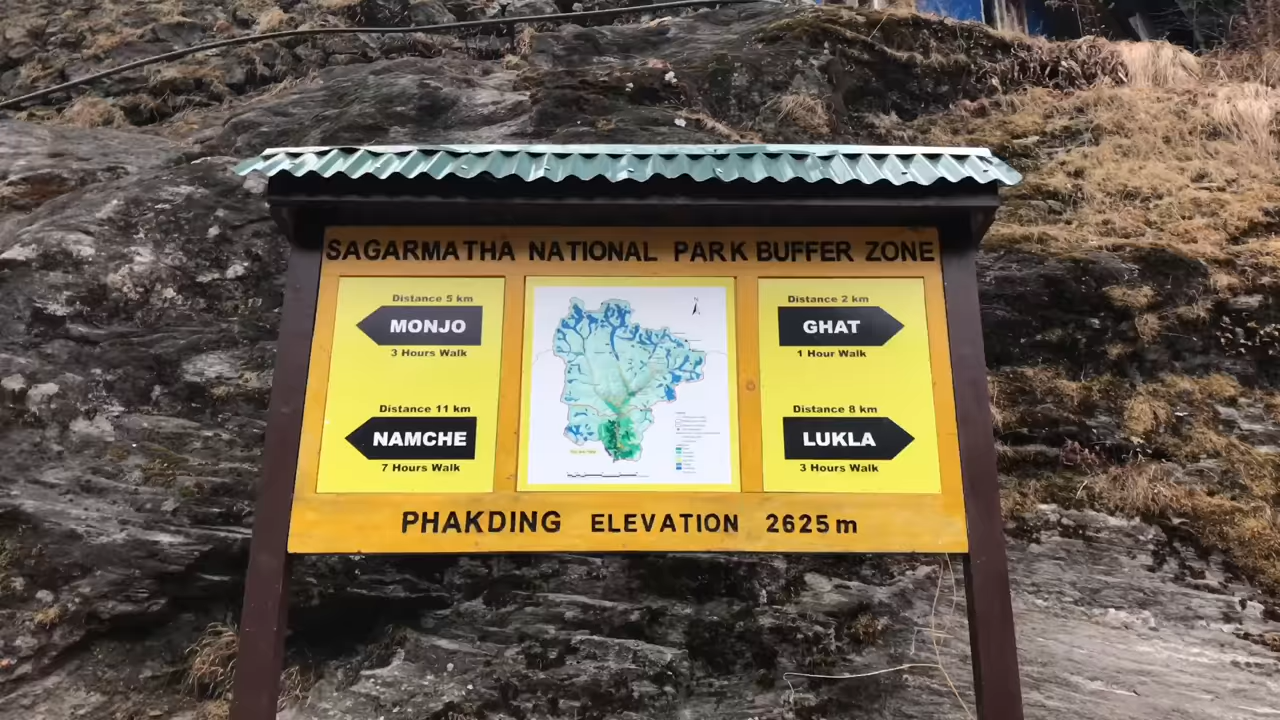 SAGARMATHA NATIONAL PARK BUFFER ZONE
Distance 5 km
MONJO
3 Hours Walk
Distance 11 km
NAMCHE
7 Hours Walk
Distance 2 km
GHAT
1 Hour Walk
Distance 8 km
LUKLA
3 Hours Walk
PHAKDING ELEVATION 2625m